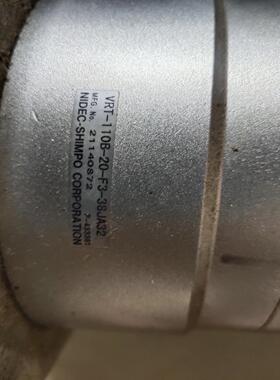 VRT-110B-20-F3-38JA32
MFG. No. 21140872
NIDEC-SHIMPO CORPORATION